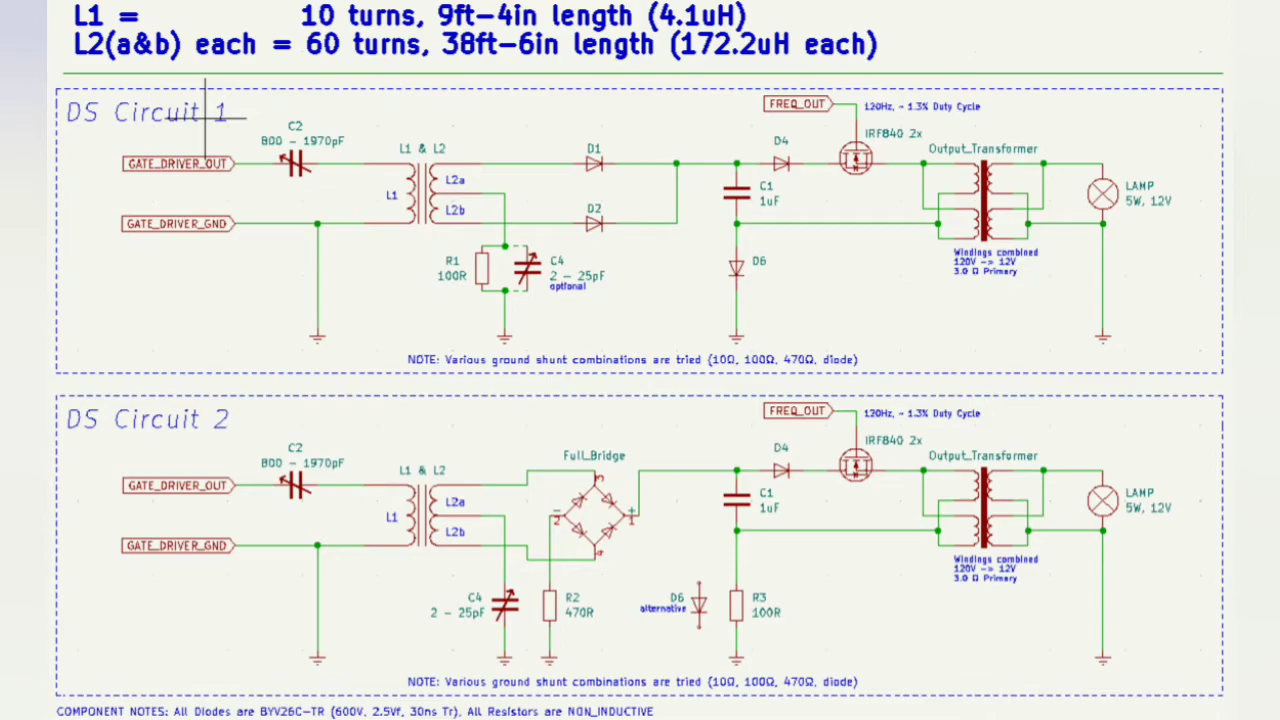 L1 = 10 turns, 9ft-4in length (4.1uH)
L2(a&b) each = 60 turns, 38ft-6in length (172.2uH each)
DS Circuit 1
FREQ_OUT
120Hz, ~ 1.3% Duty Cycle
C2
800 - 1970pF
GATE_DRIVER_OUT
GATE_DRIVER_GND
L1 & L2
L1
L2a
L2b
D1
D2
R1
100R
C4
2 - 25pF
optional
C1
1uF
D4
D6
IRF840 2x
Output_Transformer
Windings combined
120V -> 12V
3.0 Ω Primary
LAMP
5W, 12V
NOTE: Various ground shunt combinations are tried (10Ω, 100Ω, 470Ω, diode)
DS Circuit 2
FREQ_OUT
120Hz, ~ 1.3% Duty Cycle
C2
800 - 1970pF
GATE_DRIVER_OUT
GATE_DRIVER_GND
L1 & L2
L1
L2a
L2b
Full_Bridge
3
-
2
+
1
4
C4
2 - 25pF
R2
470R
D6
alternative
R3
100R
C1
1uF
D4
IRF840 2x
Output_Transformer
Windings combined
120V -> 12V
3.0 Ω Primary
LAMP
5W, 12V
NOTE: Various ground shunt combinations are tried (10Ω, 100Ω, 470Ω, diode)
COMPONENT NOTES: All Diodes are BYV26C-TR (600V, 2.5Vf, 30ns Tr), All Resistors are NON_INDUCTIVE